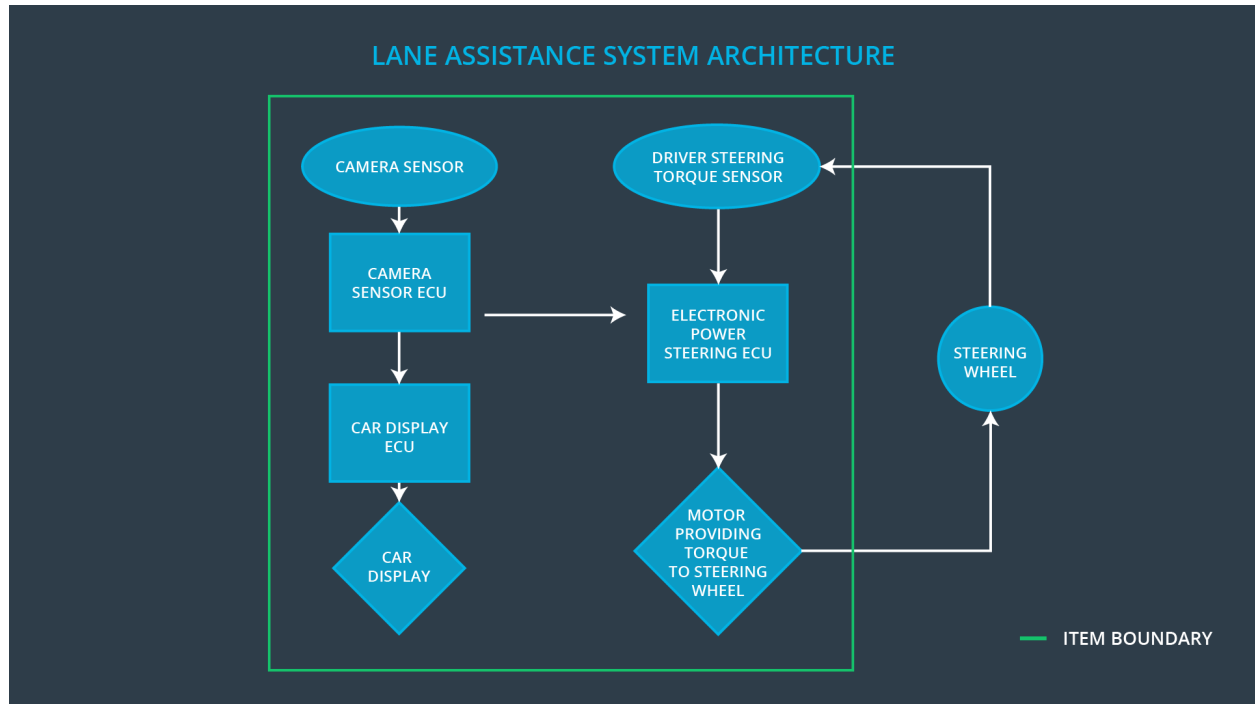 LANE ASSISTANCE SYSTEM ARCHITECTURE
CAMERA SENSOR
DRIVER STEERING
TORQUE SENSOR
CAMERA
SENSOR ECU
ELECTRONIC
POWER
STEERING ECU
STEERING
WHEEL
CAR DISPLAY
ECU
CAR
DISPLAY
MOTOR
PROVIDING
TORQUE
TO STEERING
WHEEL
ITEM BOUNDARY